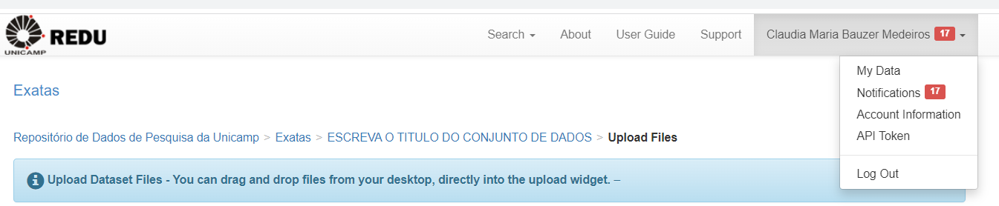 UNICAMP REDU Search About User Guide Support Claudia Maria Bauzer Medeiros 17
My Data
Notifications 17
Account Information
API Token
Log Out
Exatas
Repositório de Dados de Pesquisa da Unicamp > Exatas > ESCREVA O TITULO DO CONJUNTO DE DADOS > Upload Files
Upload Dataset Files - You can drag and drop files from your desktop, directly into the upload widget. –